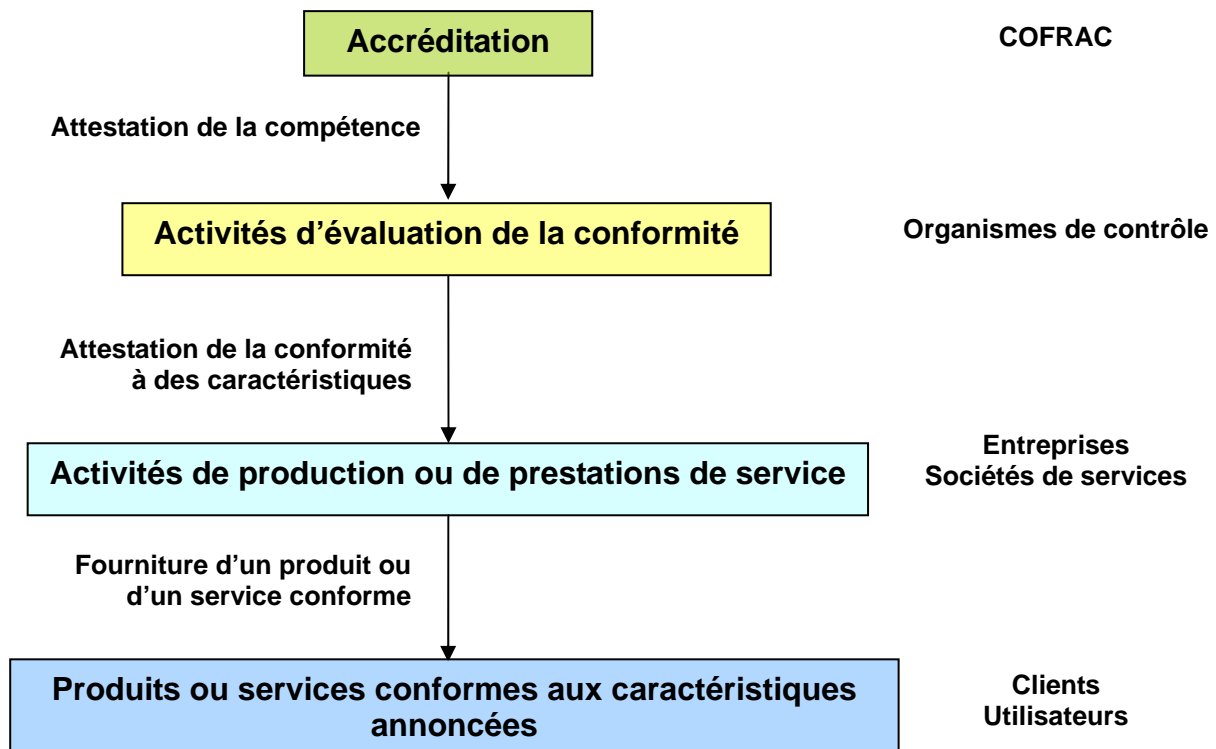 Accréditation
COFRAC
Attestation de la compétence
Activités d’évaluation de la conformité
Organismes de contrôle
Attestation de la conformité
à des caractéristiques
Activités de production ou de prestations de service
Entreprises
Sociétés de services
Fourniture d’un produit ou
d’un service conforme
Produits ou services conformes aux caractéristiques
annoncées
Clients
Utilisateurs